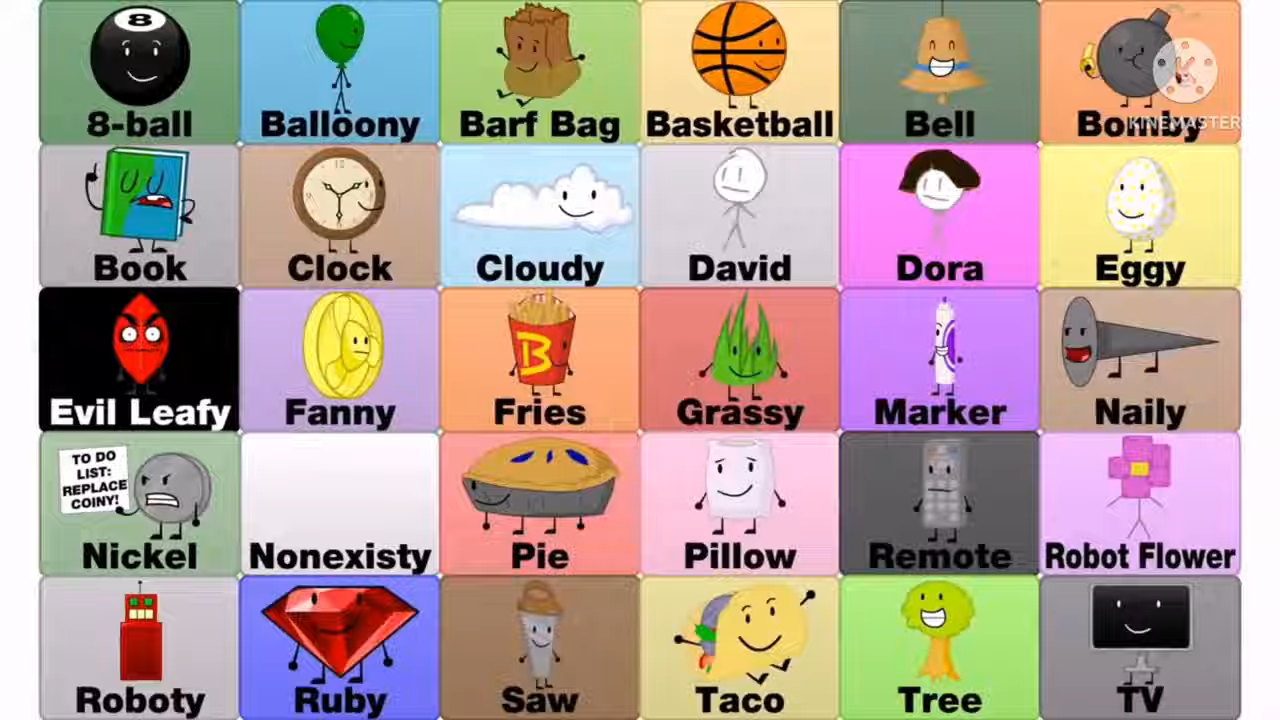 8
8-ball
Balloony
Barf Bag
Basketball
Bell
Bomby
KINEMASTER
Book
Clock
Cloudy
David
Dora
Eggy
Evil Leafy
Fanny
B
Fries
Grassy
Marker
Naily
TO DO
LIST:
REPLACE
COINY!
Nickel
Nonexisty
Pie
Pillow
Remote
Robot Flower
Roboty
Ruby
Saw
Taco
Tree
TV